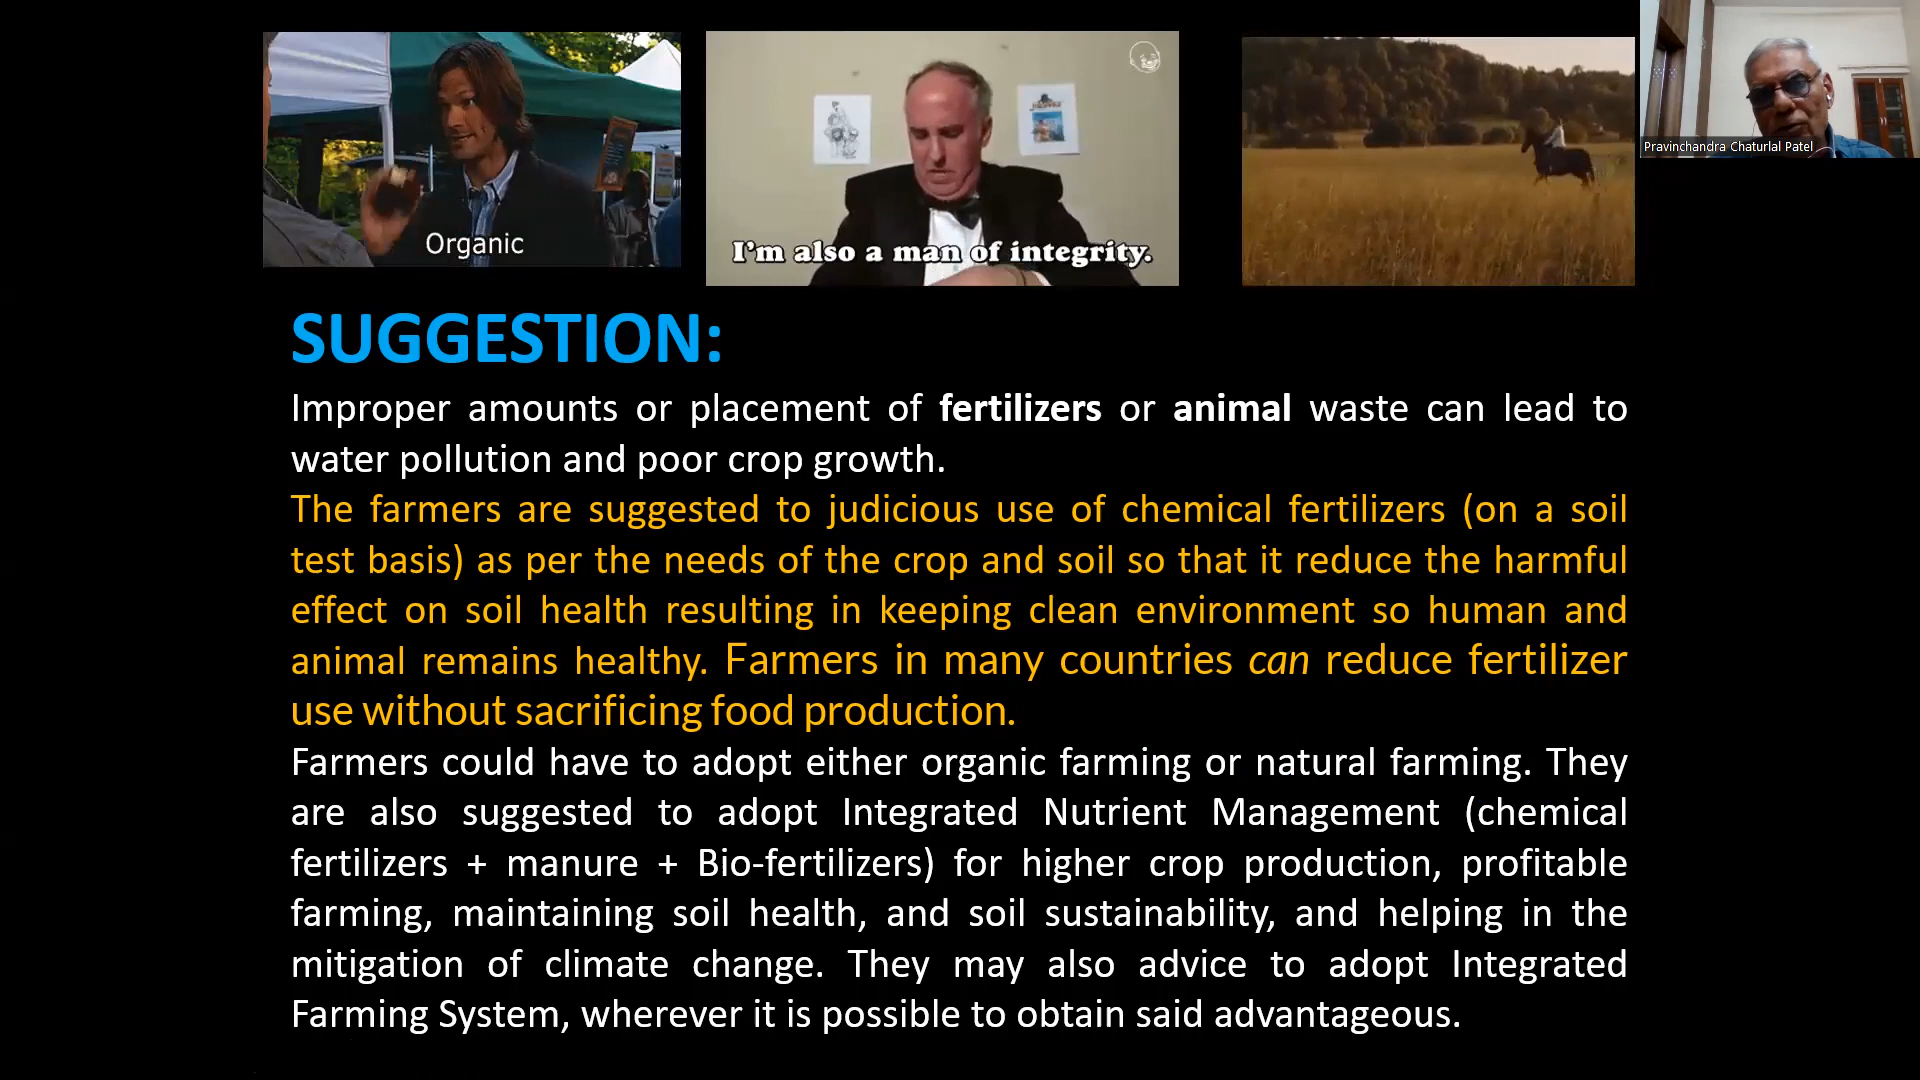 Organic
I'm also a man of integrity.
Pravinchandra Chaturlal Patel
SUGGESTION:
Improper amounts or placement of fertilizers or animal waste can lead to
water pollution and poor crop growth.
The farmers are suggested to judicious use of chemical fertilizers (on a soil
test basis) as per the needs of the crop and soil so that it reduce the harmful
effect on soil health resulting in keeping clean environment so human and
animal remains healthy. Farmers in many countries can reduce fertilizer
use without sacrificing food production.
Farmers could have to adopt either organic farming or natural farming. They
are also suggested to adopt Integrated Nutrient Management (chemical
fertilizers + manure + Bio-fertilizers) for higher crop production, profitable
farming, maintaining soil health, and soil sustainability, and helping in the
mitigation of climate change. They may also advice to adopt Integrated
Farming System, wherever it is possible to obtain said advantageous.